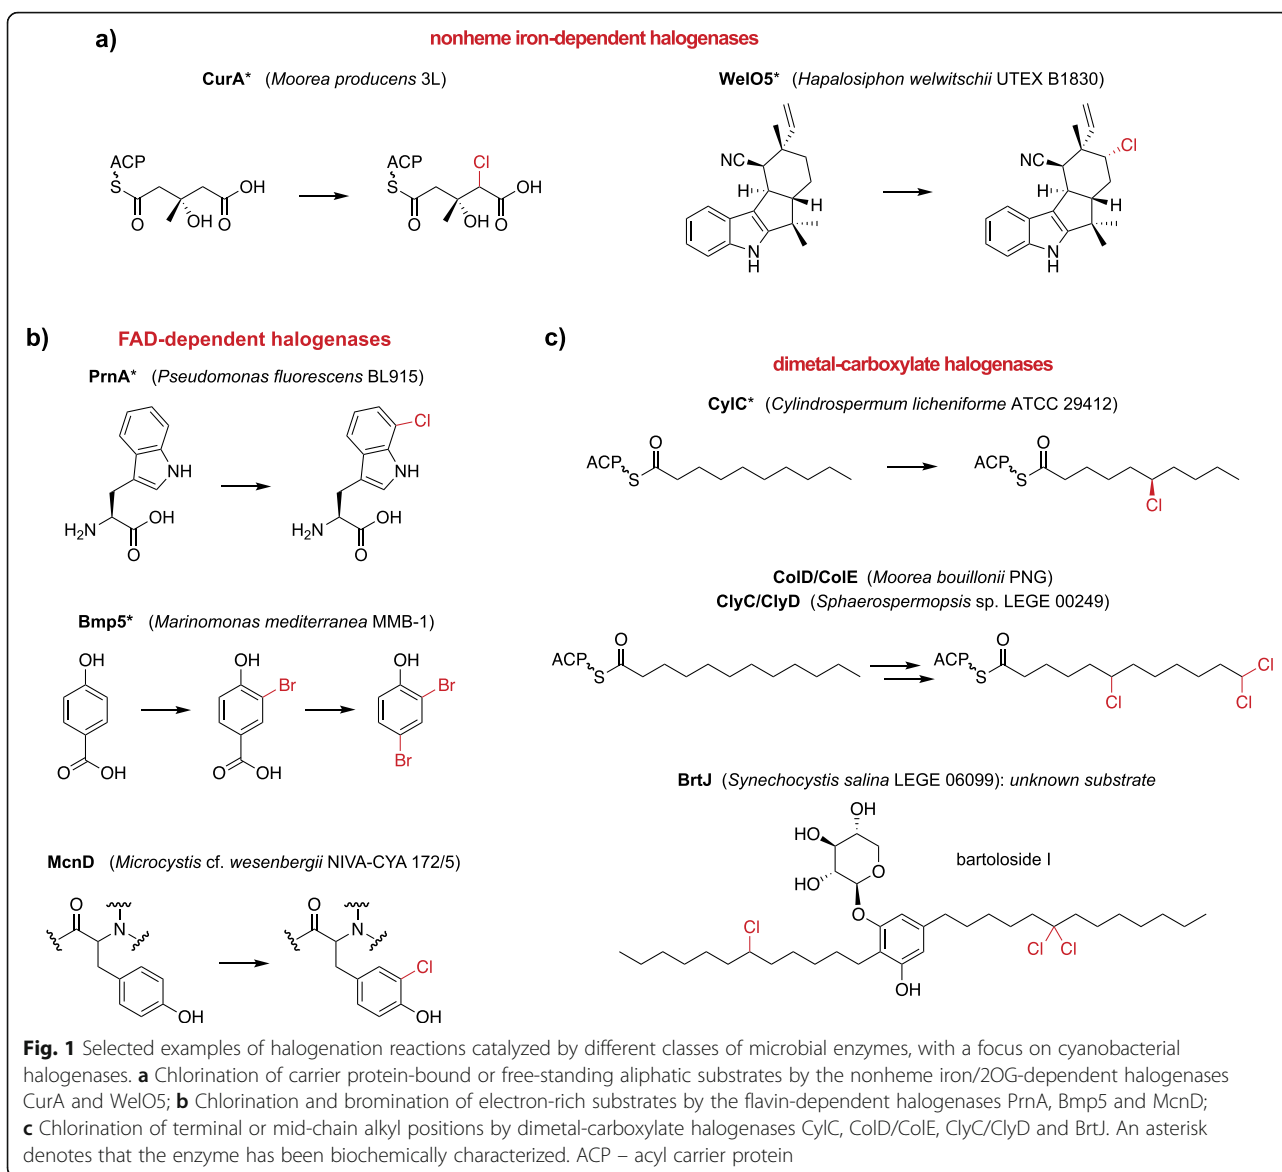 a)
nonheme iron-dependent halogenases
CurA* (Moorea producens 3L)
ACP
S
O
OH
O
OH
ACP
S
O
Cl
OH
O
OH
WelO5* (Hapalosiphon welwitschii UTEX B1830)
NC
H
H
N
H
NC
Cl
H
H
N
H
b)
FAD-dependent halogenases
PrnA* (Pseudomonas fluorescens BL915)
NH
H2N
OH
O
Cl
NH
H2N
OH
O
Bmp5* (Marinomonas mediterranea MMB-1)
OH
O
OH
OH
Br
O
OH
OH
Br
Br
McnD (Microcystis cf. wesenbergii NIVA-CYA 172/5)
O
N
OH
O
N
Cl
OH
c)
dimetal-carboxylate halogenases
CylC* (Cylindrospermum licheniforme ATCC 29412)
ACP
S
O
ACP
S
O
Cl
ColD/ColE (Moorea bouillonii PNG)
ClyC/ClyD (Sphaerospermopsis sp. LEGE 00249)
ACP
S
O
ACP
S
O
Cl
Cl
Cl
BrtJ (Synechocystis salina LEGE 06099): unknown substrate
OH
HO
HO
O
bartoloside I
O
Cl
Cl
Cl
OH
Fig. 1 Selected examples of halogenation reactions catalyzed by different classes of microbial enzymes, with a focus on cyanobacterial
halogenases. a Chlorination of carrier protein-bound or free-standing aliphatic substrates by the nonheme iron/2OG-dependent halogenases
CurA and WelO5; b Chlorination and bromination of electron-rich substrates by the flavin-dependent halogenases PrnA, Bmp5 and McnD;
c Chlorination of terminal or mid-chain alkyl positions by dimetal-carboxylate halogenases CylC, ColD/ColE, ClyC/ClyD and BrtJ. An asterisk
denotes that the enzyme has been biochemically characterized. ACP – acyl carrier protein